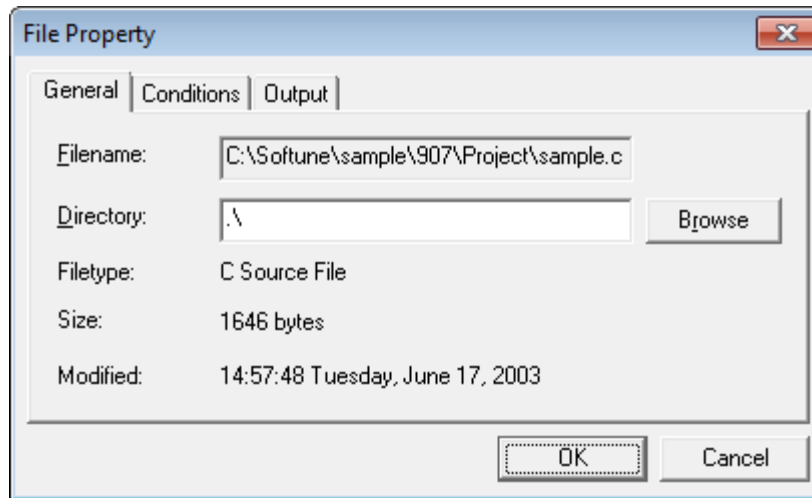 File Property
General Conditions Output
Filename: C:\Softune\sample\907\Project\sample.c
Directory: .\ Browse
Filetype: C Source File
Size: 1646 bytes
Modified: 14:57:48 Tuesday, June 17, 2003
OK Cancel